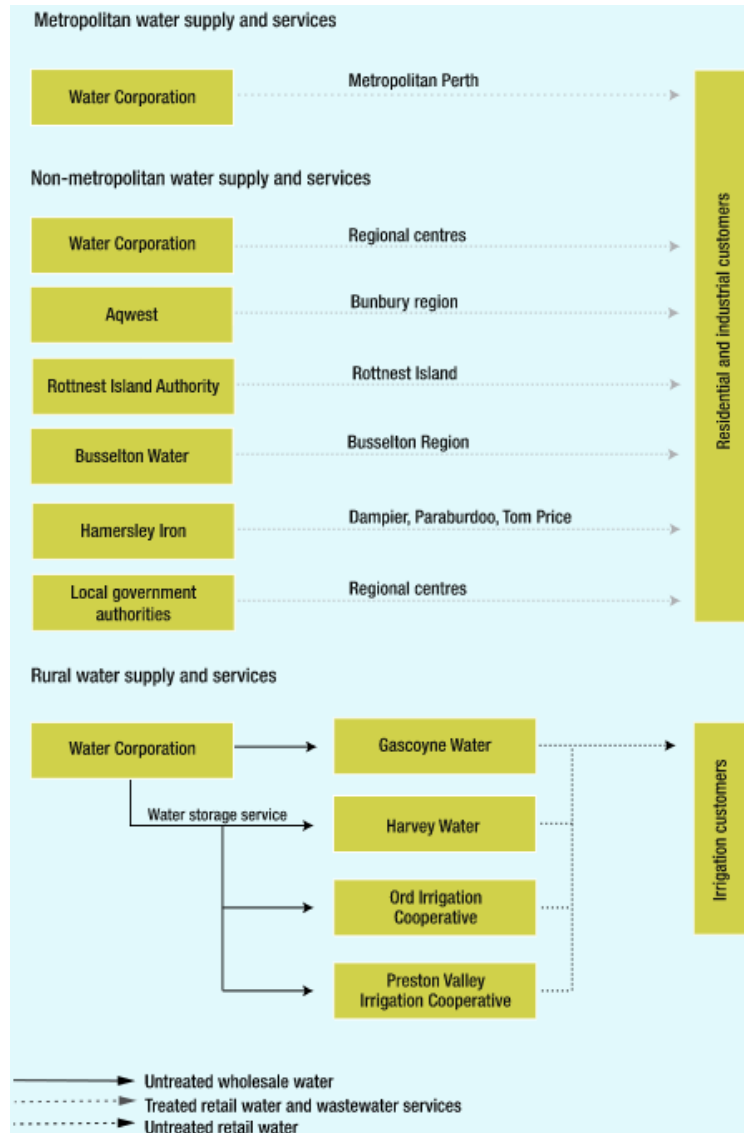 Metropolitan water supply and services
Water Corporation
Metropolitan Perth
Non-metropolitan water supply and services
Water Corporation
Regional centres
Aqwest
Bunbury region
Rottnest Island Authority
Rottnest Island
Busselton Water
Busselton Region
Hamersley Iron
Dampier, Paraburdoo, Tom Price
Local government
authorities
Regional centres
Residential and industrial customers
Rural water supply and services
Water Corporation
Gascoyne Water
Water storage service
Harvey Water
Ord Irrigation
Cooperative
Preston Valley
Irrigation Cooperative
Irrigation customers
Untreated wholesale water
Treated retail water and wastewater services
Untreated retail water